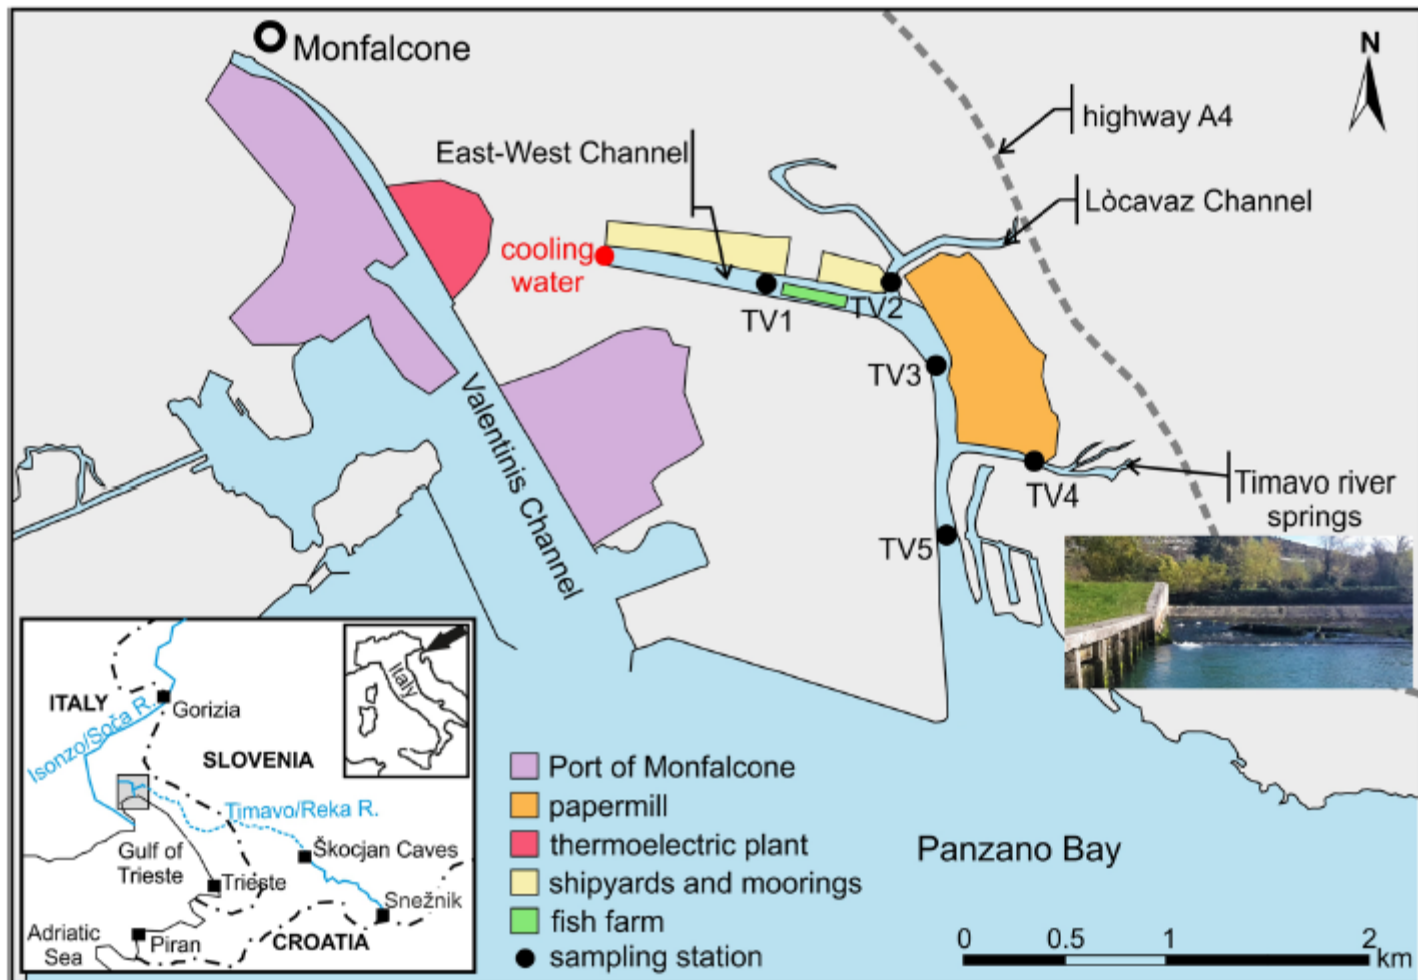 Monfalcone
N
highway A4
East-West Channel
Lòcavaz Channel
cooling
water
TV1
TV2
TV3
TV4
TV5
Timavo river
springs
Valentinis Channel
Panzano Bay
Port of Monfalcone
papermill
thermoelectric plant
shipyards and moorings
fish farm
sampling station
0 0.5 1 2
km
ITALY
Isonzo/Soča R.
Gorizia
SLOVENIA
Timavo/Reka R.
Škocjan Caves
Gulf of
Trieste
Trieste
Snežnik
Adriatic
Sea
Piran
CROATIA
Italy